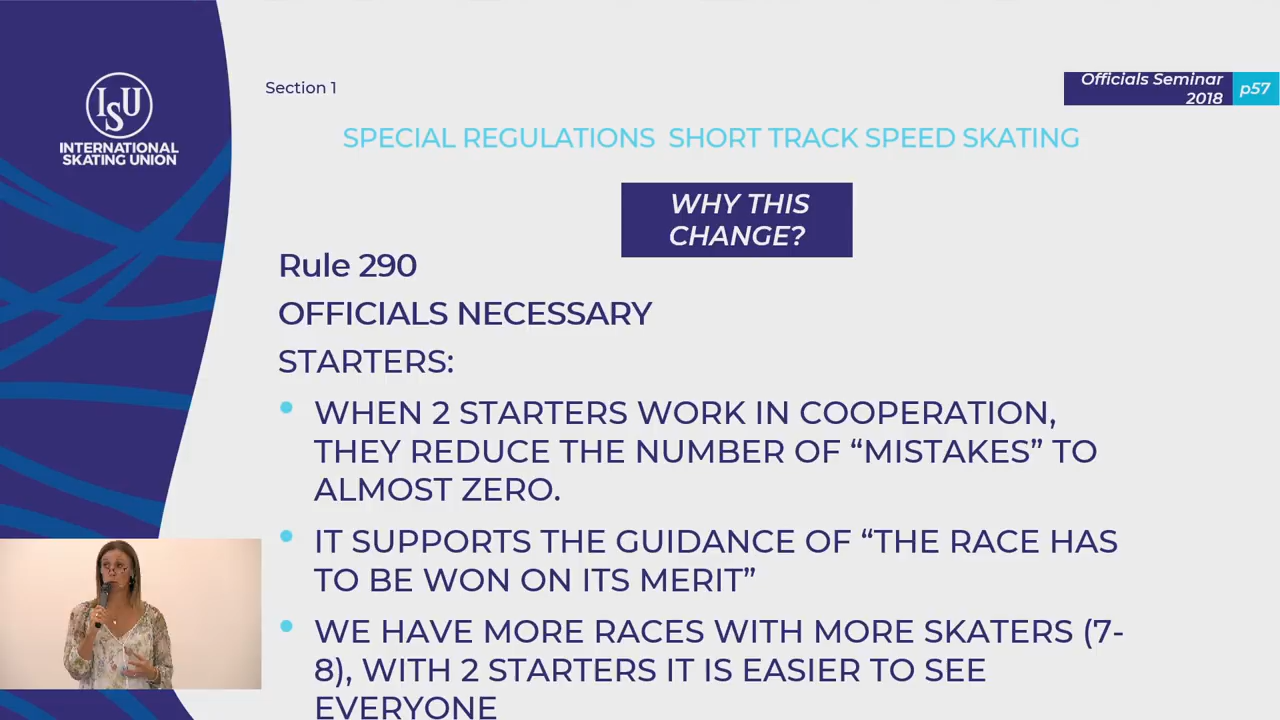 ISU
INTERNATIONAL
SKATING UNION
Section 1
Officials Seminar
2018
p57
SPECIAL REGULATIONS SHORT TRACK SPEED SKATING
WHY THIS
CHANGE?
Rule 290
OFFICIALS NECESSARY
STARTERS:
• WHEN 2 STARTERS WORK IN COOPERATION,
THEY REDUCE THE NUMBER OF “MISTAKES” TO
ALMOST ZERO.
• IT SUPPORTS THE GUIDANCE OF “THE RACE HAS
TO BE WON ON ITS MERIT”
• WE HAVE MORE RACES WITH MORE SKATERS (7-
8), WITH 2 STARTERS IT IS EASIER TO SEE
EVERYONE